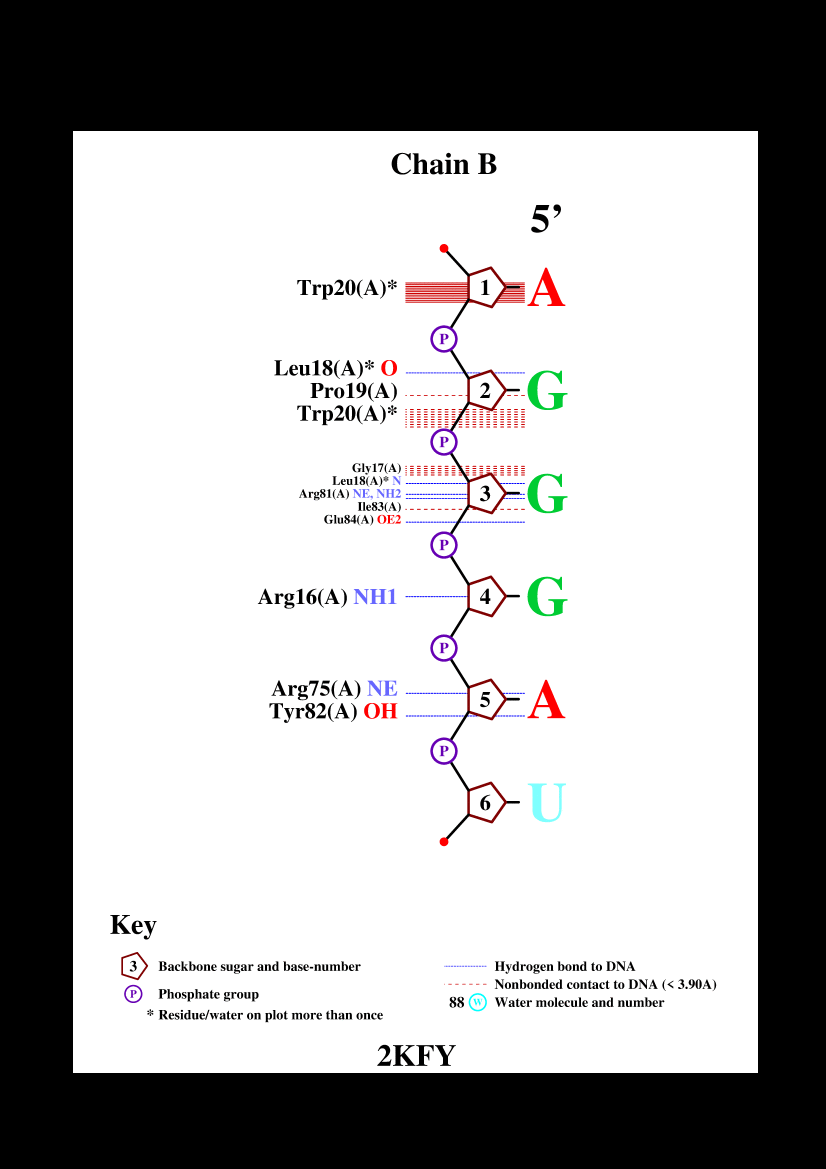 Chain B
5’
Trp20(A)* 1 A
P
Leu18(A)* O
Pro19(A) 2 G
Trp20(A)*
P
Gly17(A)
Leu18(A)* N
Arg81(A) NE, NH2 3 G
Ile83(A)
Glu84(A) OE2
P
Arg16(A) NH1 4 G
P
Arg75(A) NE 5 A
Tyr82(A) OH
P
6 U
Key
3 Backbone sugar and base-number
P Phosphate group
* Residue/water on plot more than once
Hydrogen bond to DNA
Nonbonded contact to DNA (< 3.90A)
88 W Water molecule and number
2KFY